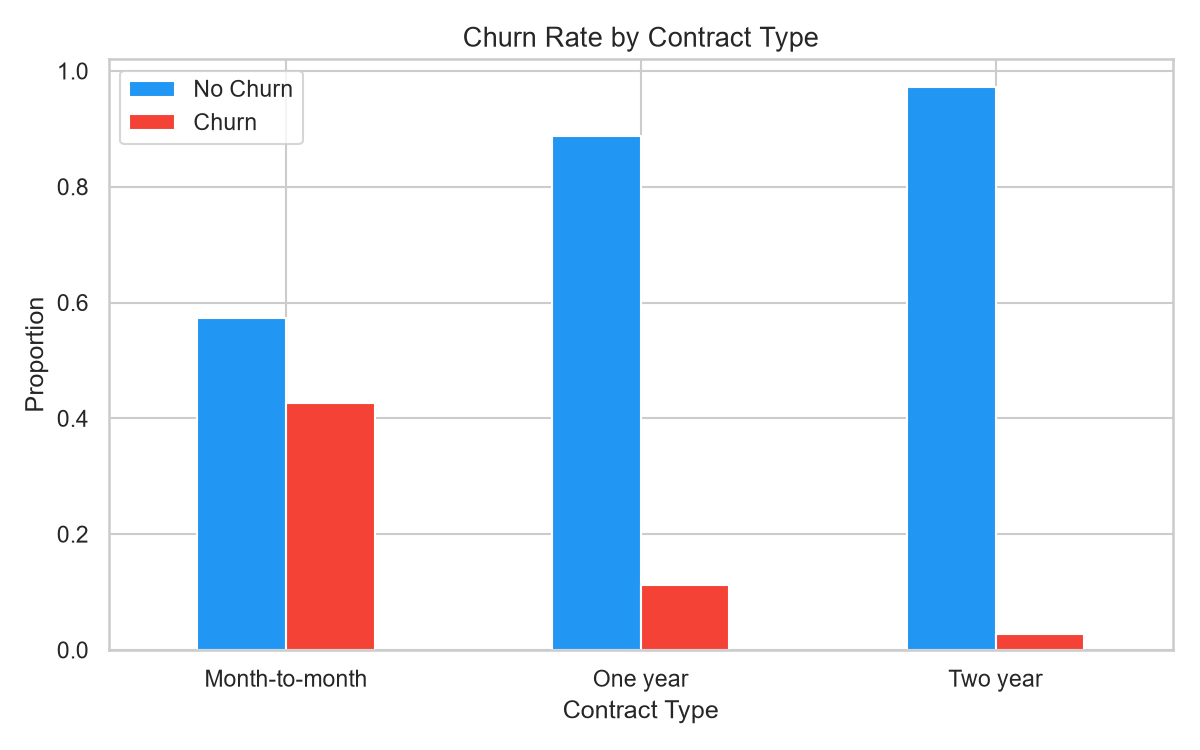 Churn Rate by Contract Type
No Churn
Churn
Proportion
1.0
0.8
0.6
0.4
0.2
0.0
Month-to-month
One year
Two year
Contract Type